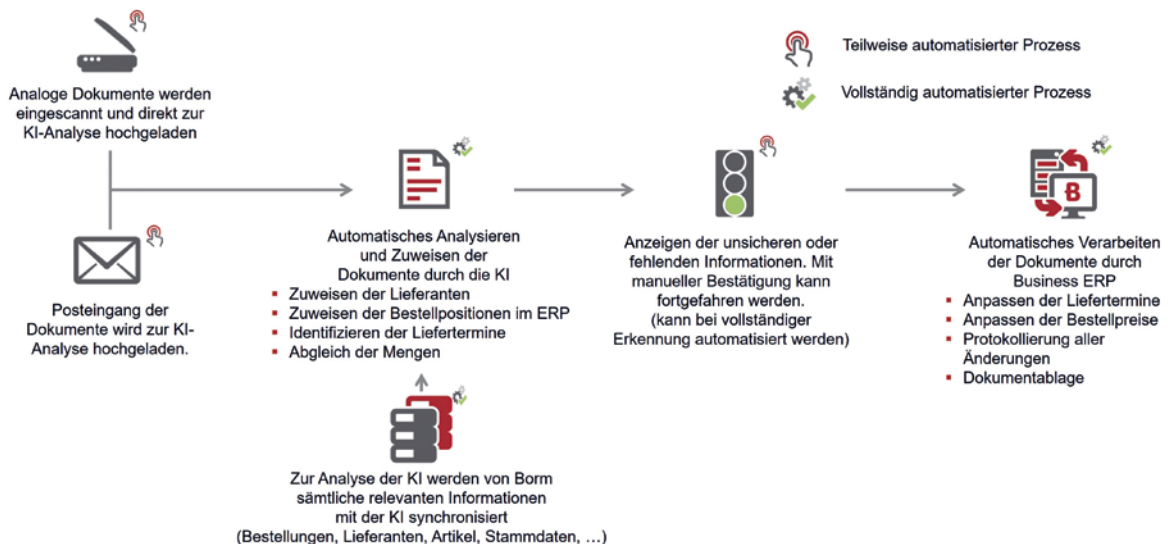 Analoge Dokumente werden
eingescannt und direkt zur
KI-Analyse hochgeladen
Teilweise automatisierter Prozess
Vollständig automatisierter Prozess
Posteingang der
Dokumente wird zur KI-
Analyse hochgeladen.
Automatisches Analysieren
und Zuweisen der
Dokumente durch die KI
▪ Zuweisen der Lieferanten
▪ Zuweisen der Bestellpositionen im ERP
▪ Identifizieren der Liefertermine
▪ Abgleich der Mengen
Zur Analyse der KI werden von Borm
sämtliche relevanten Informationen
mit der KI synchronisiert
(Bestellungen, Lieferanten, Artikel, Stammdaten, …)
Anzeigen der unsicheren oder
fehlenden Informationen. Mit
manueller Bestätigung kann
fortgefahren werden.
(kann bei vollständiger
Erkennung automatisiert werden)
B
Automatisches Verarbeiten
der Dokumente durch
Business ERP
▪ Anpassen der Liefertermine
▪ Anpassen der Bestellpreise
▪ Protokollierung aller
Änderungen
▪ Dokumentablage